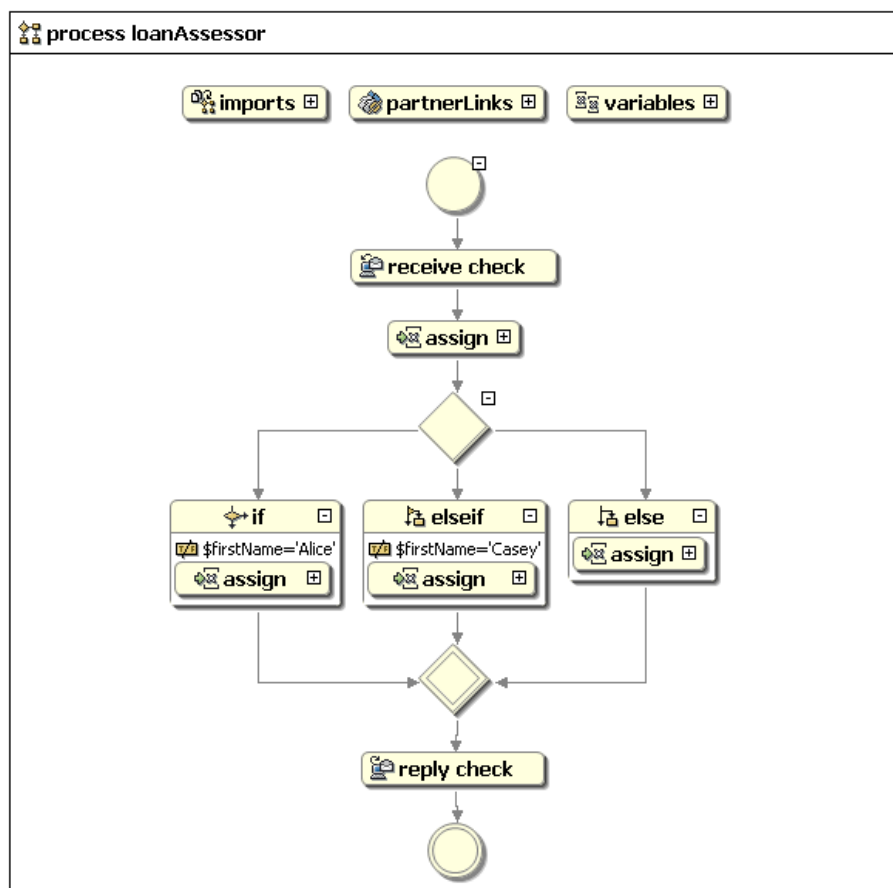 process loanAssessor
imports
partnerLinks
variables
receive check
assign
if
elseif
else
$firstName='Alice'
$firstName='Casey'
assign
assign
assign
reply check